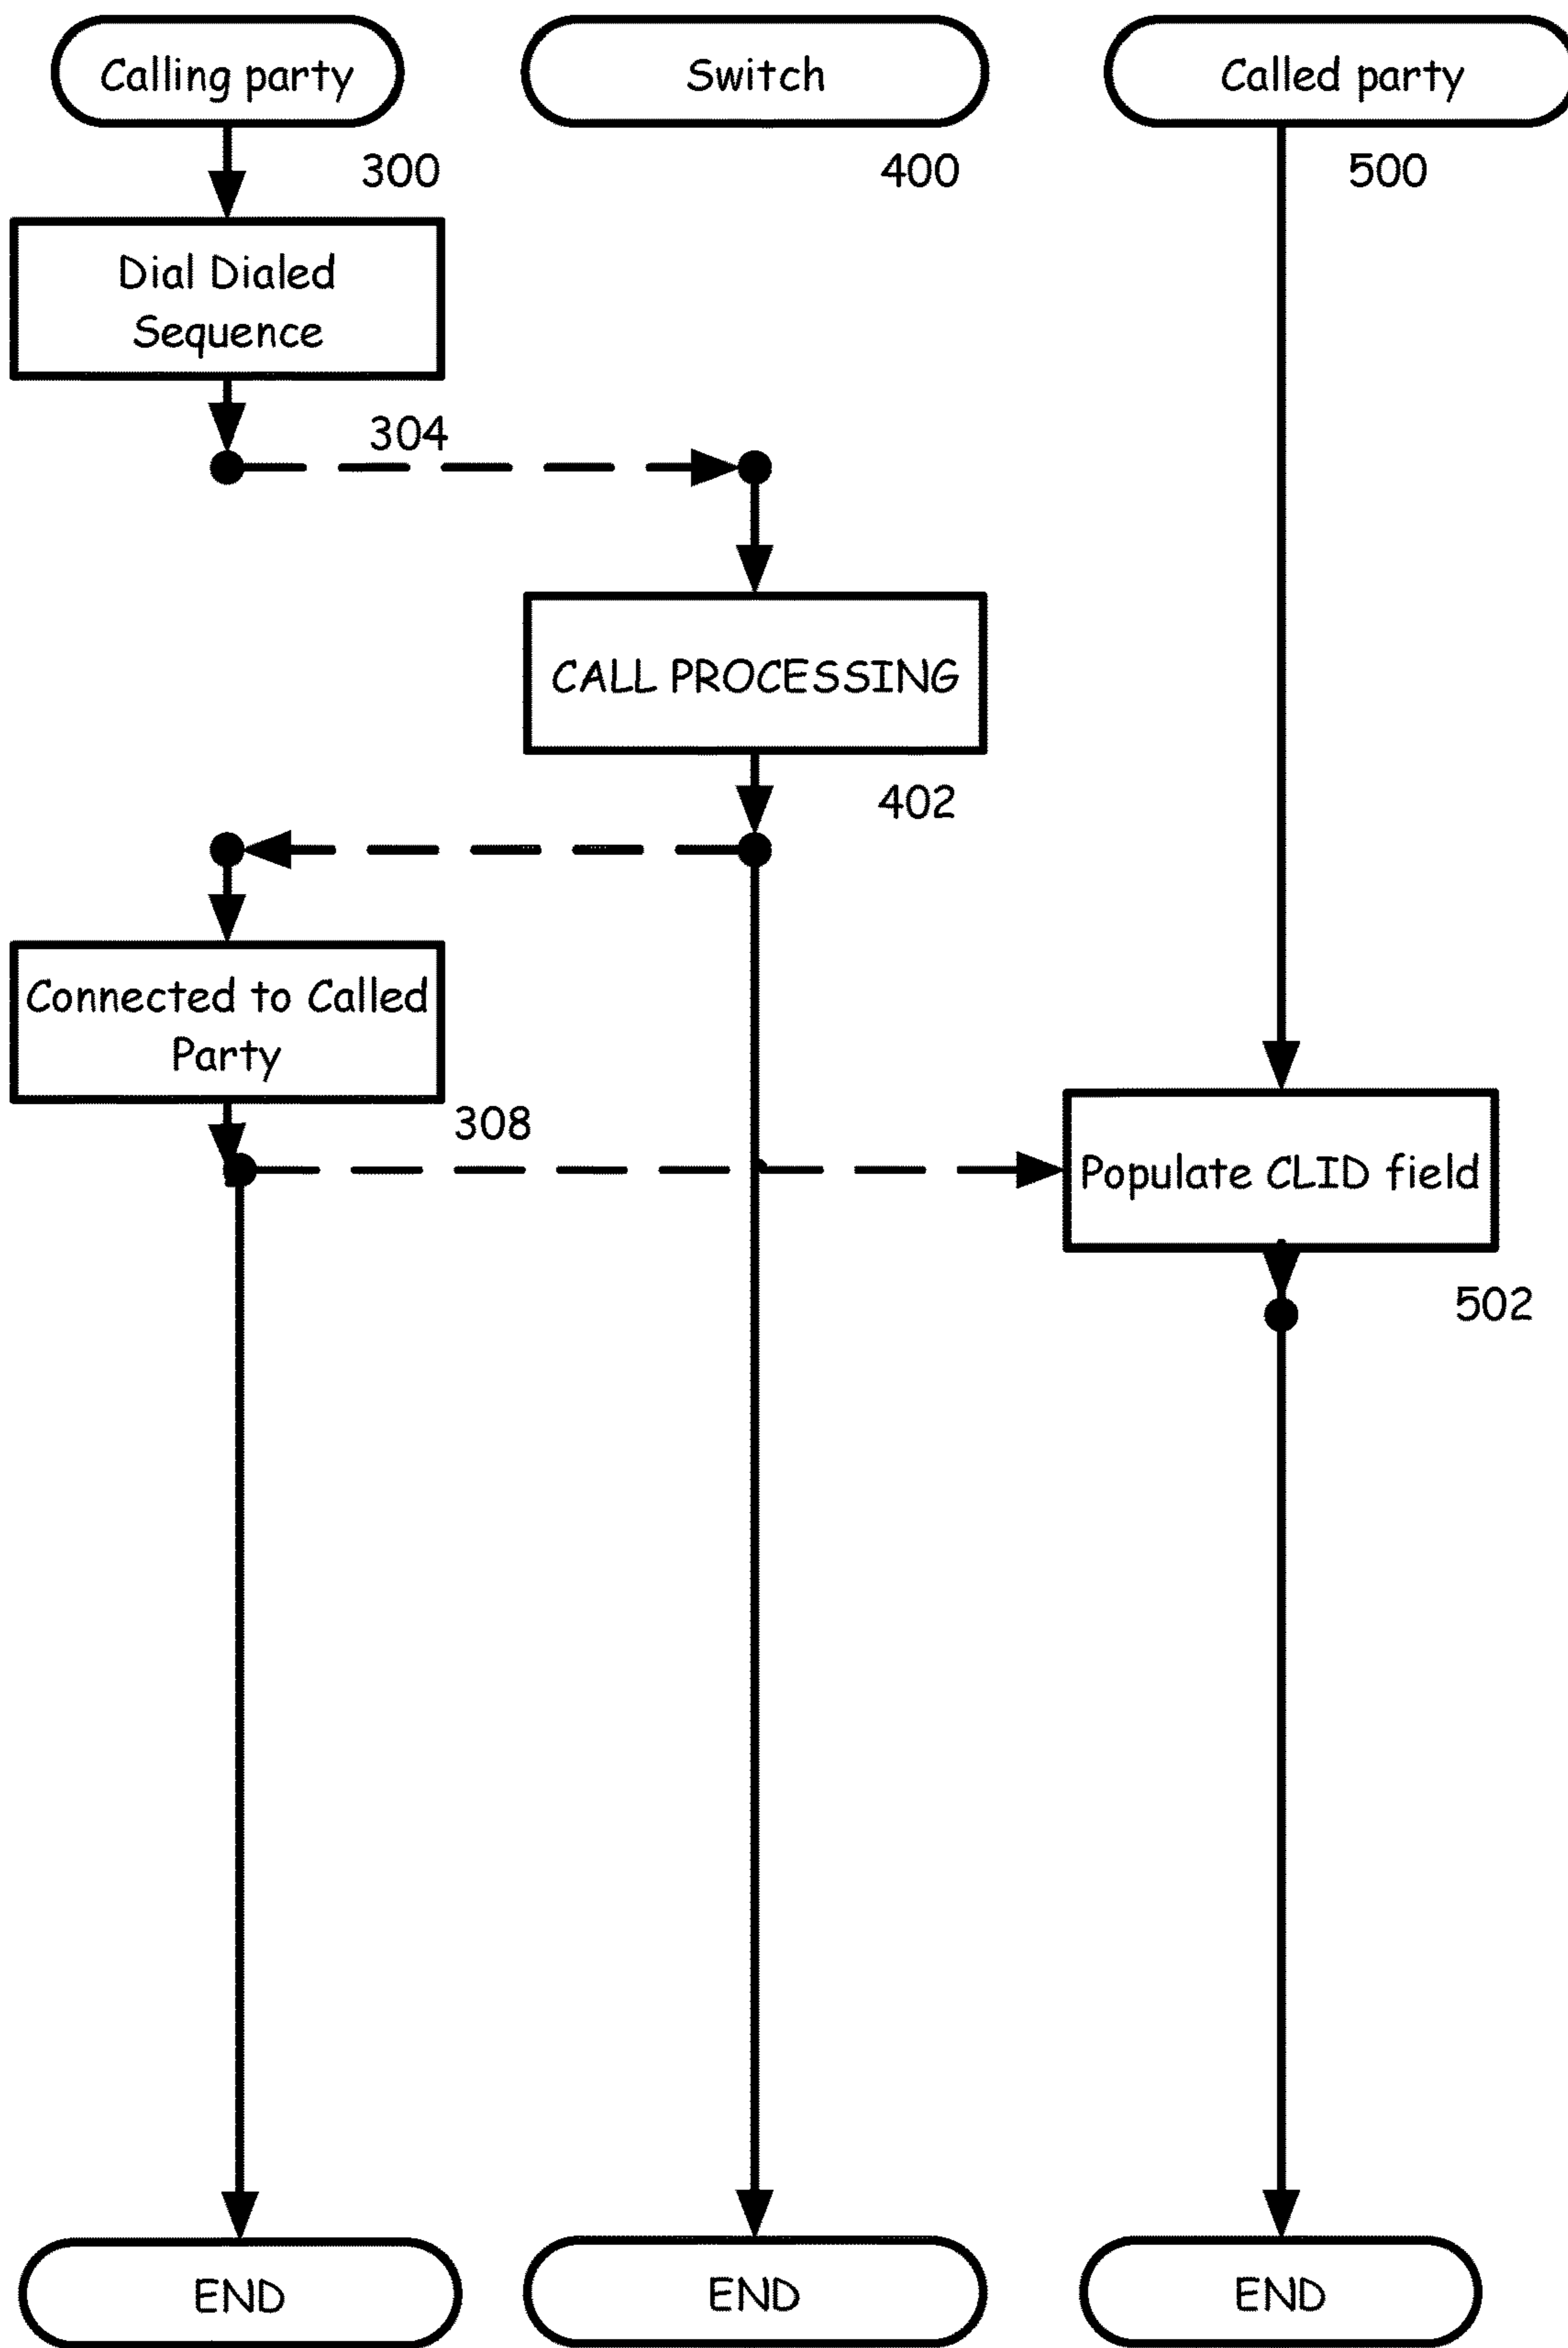 Calling party
Switch
Called party
300
400
500
Dial Dialed
Sequence
304
CALL PROCESSING
402
Connected to Called
Party
308
Populate CLID field
502
END
END
END